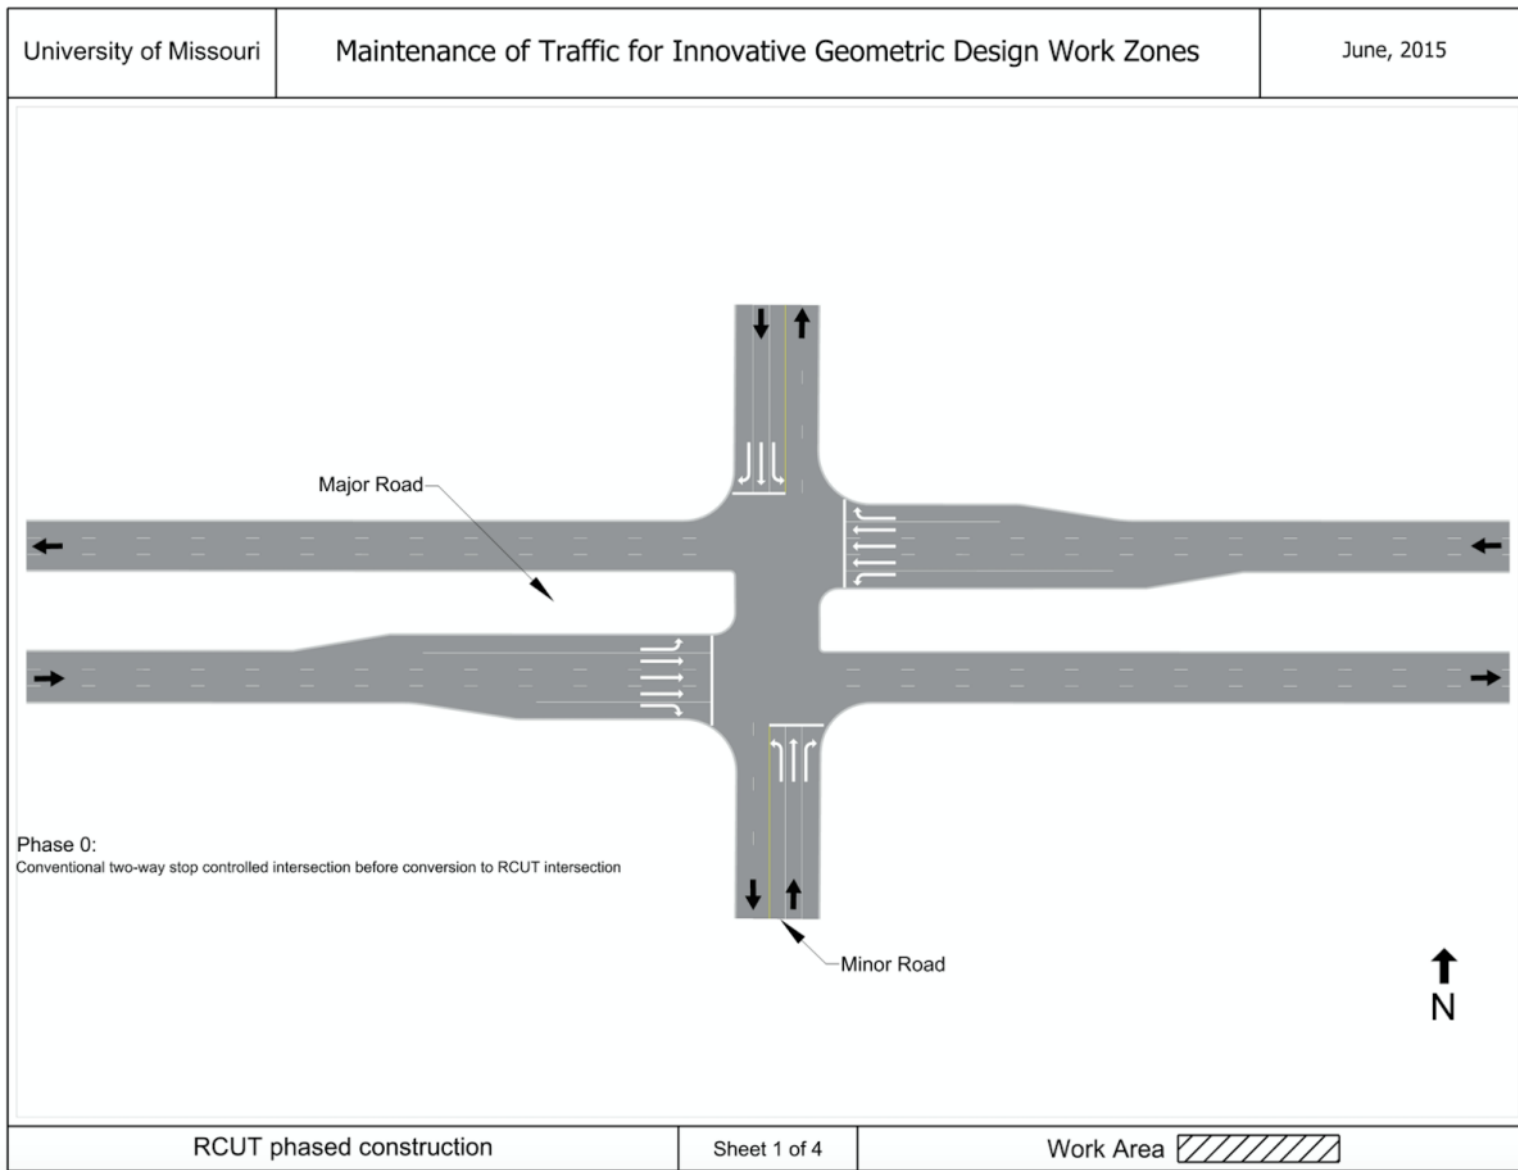 University of Missouri
Maintenance of Traffic for Innovative Geometric Design Work Zones
June, 2015
Major Road
Phase 0:
Conventional two-way stop controlled intersection before conversion to RCUT intersection
Minor Road
N
RCUT phased construction
Sheet 1 of 4
Work Area